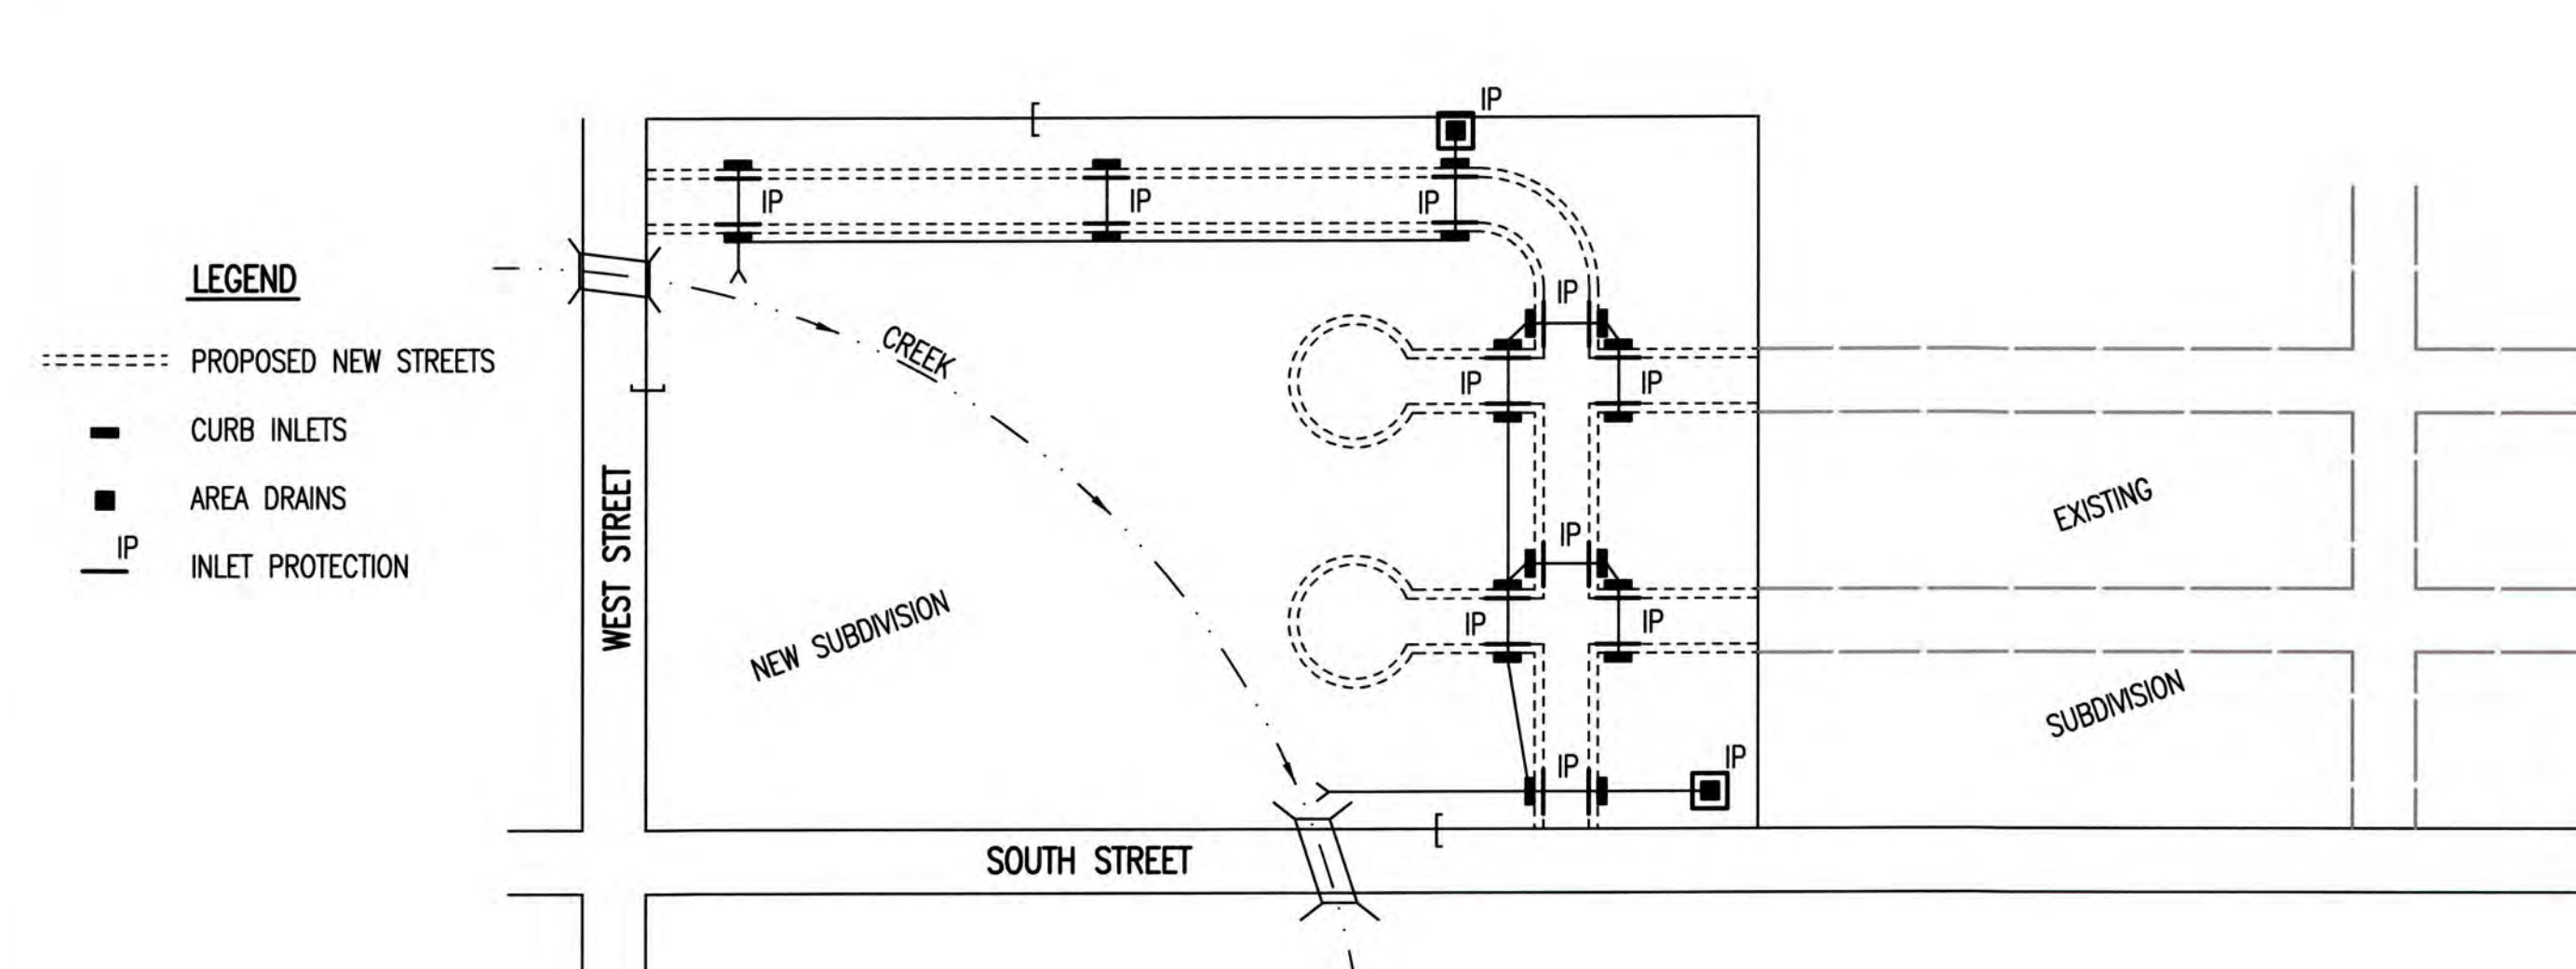 LEGEND
PROPOSED NEW STREETS
CURB INLETS
AREA DRAINS
IP
INLET PROTECTION
WEST STREET
SOUTH STREET
CREEK
NEW SUBDIVISION
EXISTING
SUBDIVISION
IP
IP
IP
IP
IP
IP
IP
IP
IP
IP
IP
IP